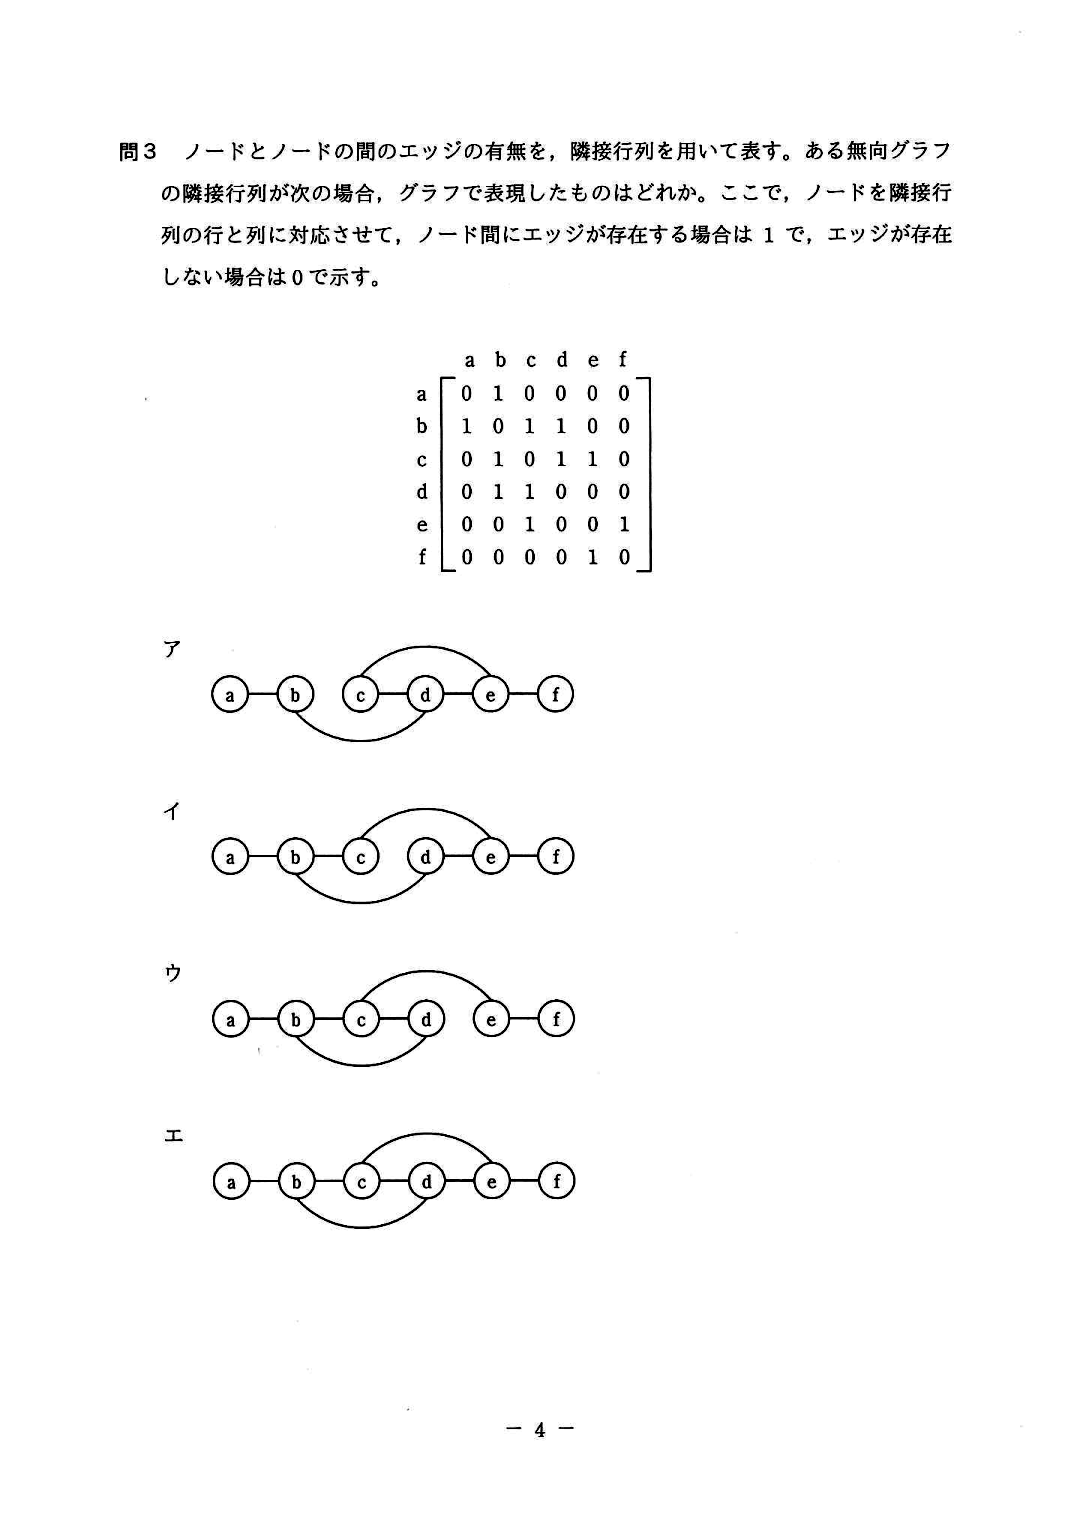 問3 ノードとノードの間のエッジの有無を，隣接行列を用いて表す。ある無向グラフ
の隣接行列が次の場合，グラフで表現したものはどれか。ここで，ノードを隣接行
列の行と列に対応させて，ノード間にエッジが存在する場合は 1 で，エッジが存在
しない場合は 0 で示す。
a b c d e f
a 0 1 0 0 0 0
b 1 0 1 1 0 0
c 0 1 0 1 1 0
d 0 1 1 0 0 0
e 0 0 1 0 0 1
f 0 0 0 0 1 0
ア
a b c d e f
イ
a b c d e f
ウ
a b c d e f
エ
a b c d e f
－ 4 －